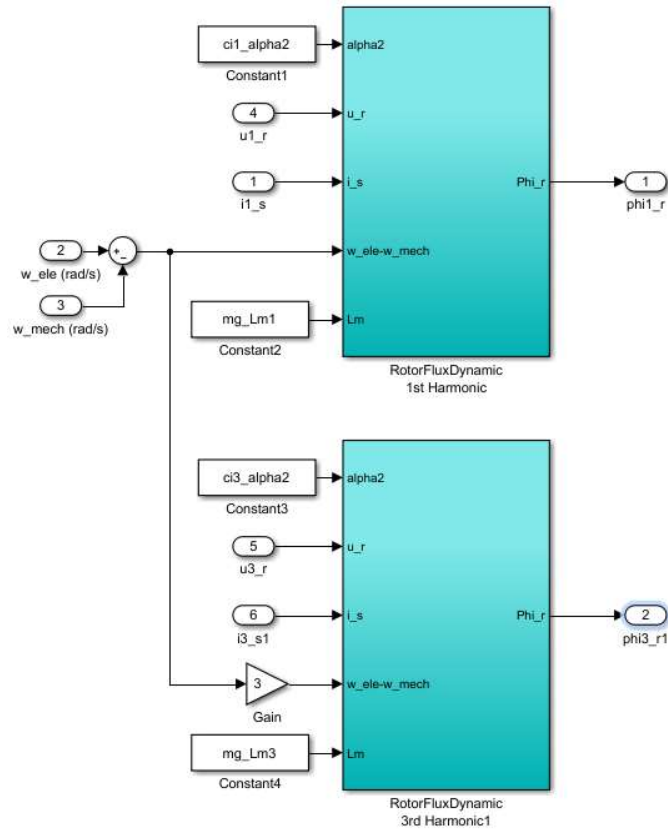 ci1_alpha2
alpha2
Constant1
4
u_r
u1_r
1
i_s
Phi_r
1
i1_s
phi1_r
2
+
-
w_ele-w_mech
w_ele (rad/s)
3
w_mech (rad/s)
mg_Lm1
Lm
Constant2
RotorFluxDynamic
1st Harmonic
ci3_alpha2
alpha2
Constant3
5
u_r
u3_r
6
i_s
Phi_r
2
i3_s1
phi3_r1
3
w_ele-w_mech
Gain
mg_Lm3
Lm
Constant4
RotorFluxDynamic
3rd Harmonic1